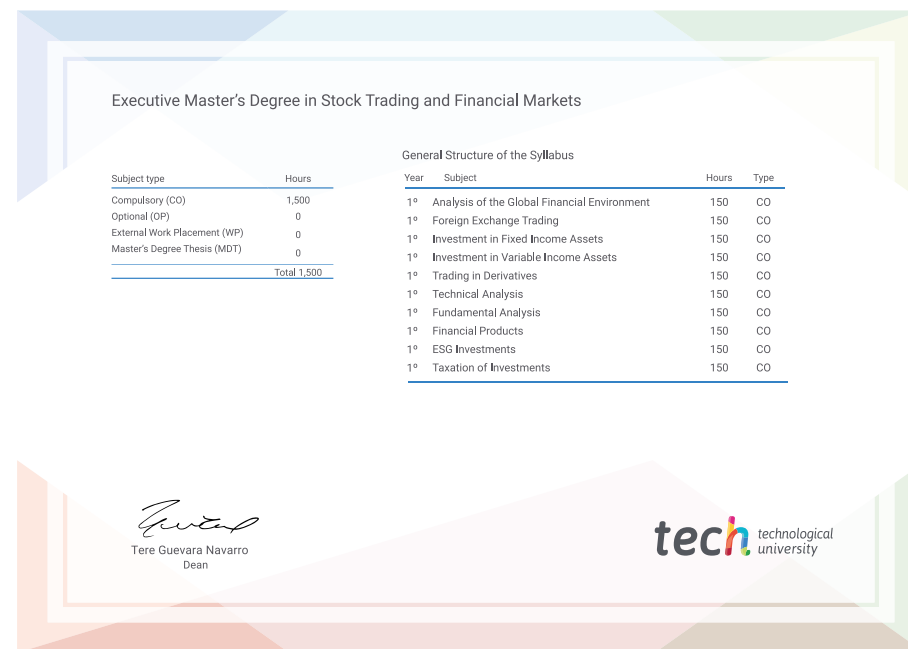 Executive Master's Degree in Stock Trading and Financial Markets
Subject type Hours
Compulsory (CO) 1,500
Optional (OP) 0
External Work Placement (WP) 0
Master's Degree Thesis (MDT) 0
Total 1,500
General Structure of the Syllabus
Year Subject Hours Type
1º Analysis of the Global Financial Environment 150 CO
1º Foreign Exchange Trading 150 CO
1º Investment in Fixed Income Assets 150 CO
1º Investment in Variable Income Assets 150 CO
1º Trading in Derivatives 150 CO
1º Technical Analysis 150 CO
1º Fundamental Analysis 150 CO
1º Financial Products 150 CO
1º ESG Investments 150 CO
1º Taxation of Investments 150 CO
Tere Guevara Navarro
Dean
tech technological
university